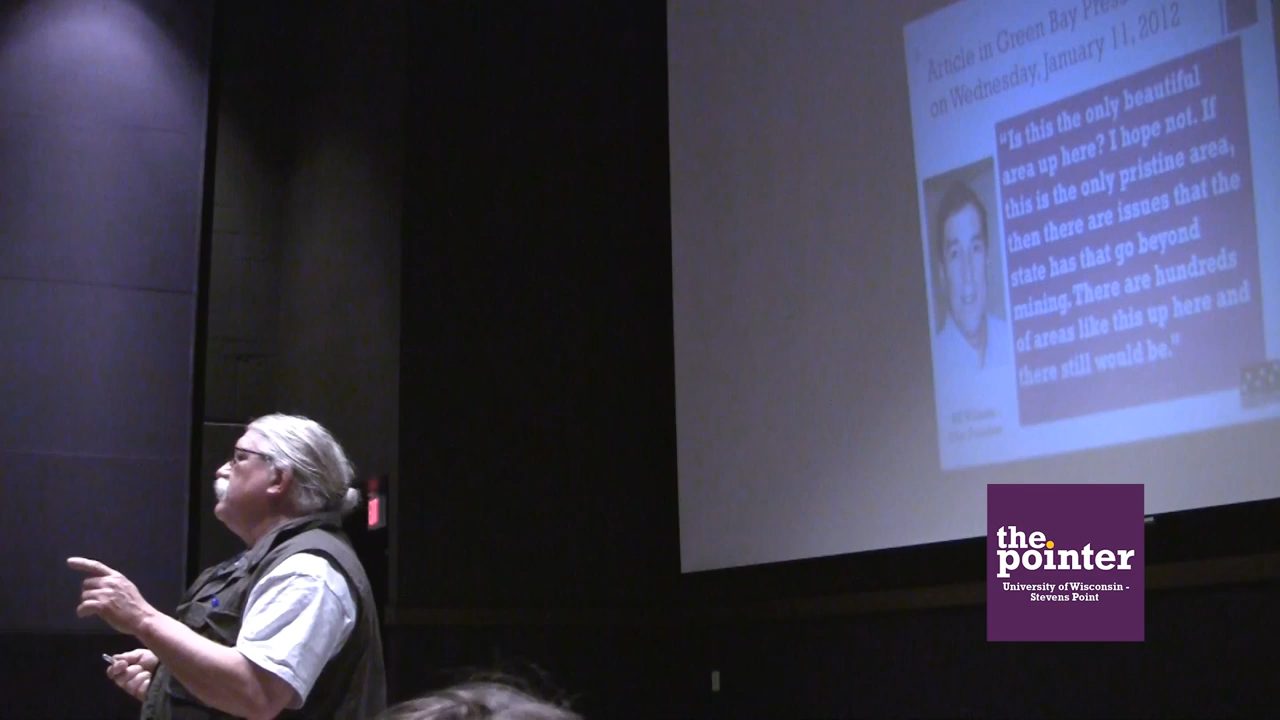 Article in Green Bay Press
on Wednesday, January 11, 2012
"Is this the only beautiful
area up here? I hope not. If
this is the only pristine area,
then there are issues that the
state has that go beyond
mining. There are hundreds
of areas like this up here and
there still would be."
the.
pointer
University of Wisconsin -
Stevens Point